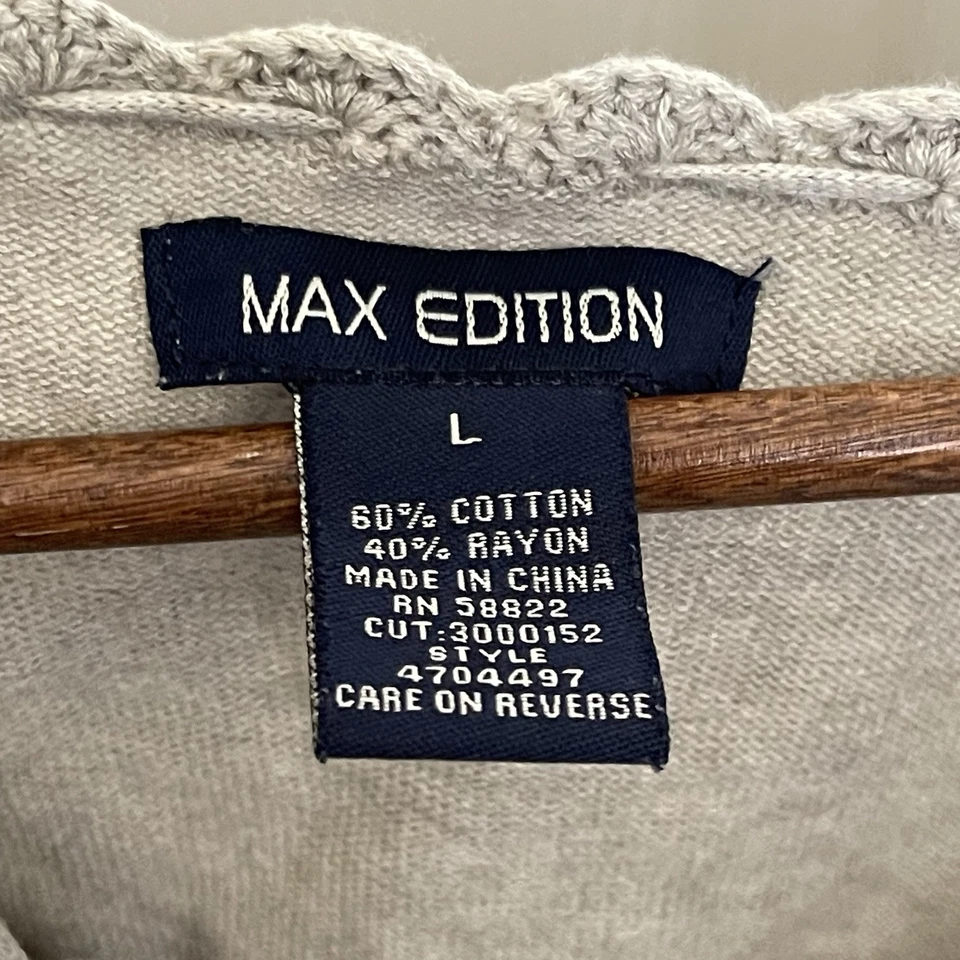 MAX EDITION
L
60% COTTON
40% RAYON
MADE IN CHINA
RN 58822
CUT:3000152
STYLE
4704497
CARE ON REVERSE